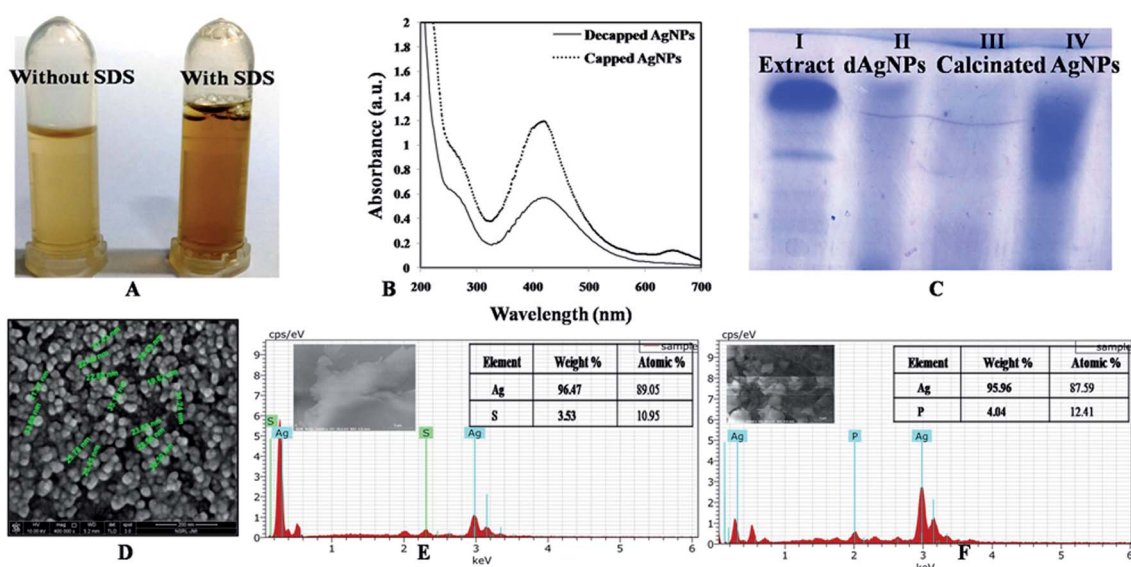 Without SDS
With SDS
A
Absorbance (a.u.)
2
1.8
1.6
1.4
1.2
1
0.8
0.6
0.4
0.2
0
Decapped AgNPs
Capped AgNPs
200
300
400
500
600
700
B
Wavelength (nm)
I
II
III
IV
Extract
dAgNPs
Calcinated
AgNPs
C
200 nm
NGRL JAR
D
cps/eV
9
8
7
6
5
4
3
2
1
0
Element Weight % Atomic %
Ag 96.47 89.05
S 3.53 10.95
S
Ag
S
Ag
1
2
3
4
5
6
E
keV
cps/eV
sample
9
8
7
6
5
4
3
2
1
0
Element Weight % Atomic %
Ag 95.96 87.59
P 4.04 12.41
Ag
P
Ag
1
2
3
4
5
6
F
keV